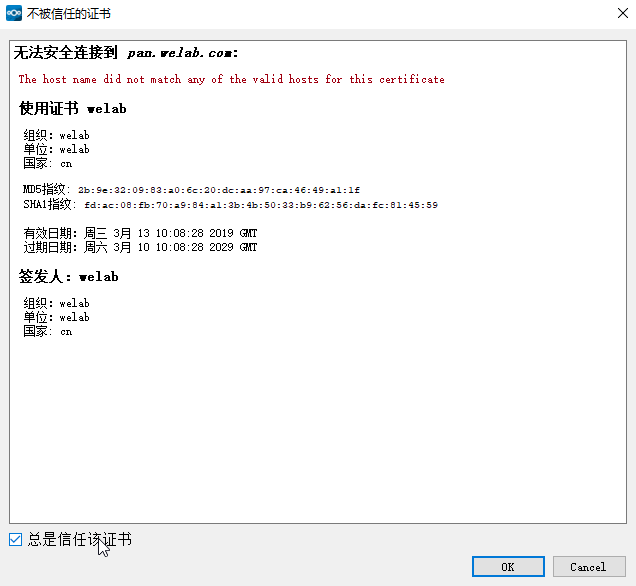 不被信任的证书
无法安全连接到 pan.welab.com:
The host name did not match any of the valid hosts for this certificate
使用证书 welab
组织: welab
单位: welab
国家: cn
MD5指纹: 2b:9e:32:09:83:a0:6c:20:dc:aa:97:ca:46:49:a1:1f
SHA1指纹: fd:ac:08:fb:70:a9:84:a1:3b:4b:50:33:b9:62:56:da:fc:81:45:59
有效日期: 周三 3月 13 10:08:28 2019 GMT
过期日期: 周六 3月 10 10:08:28 2029 GMT
签发人: welab
组织: welab
单位: welab
国家: cn
总是信任该证书
OK
Cancel